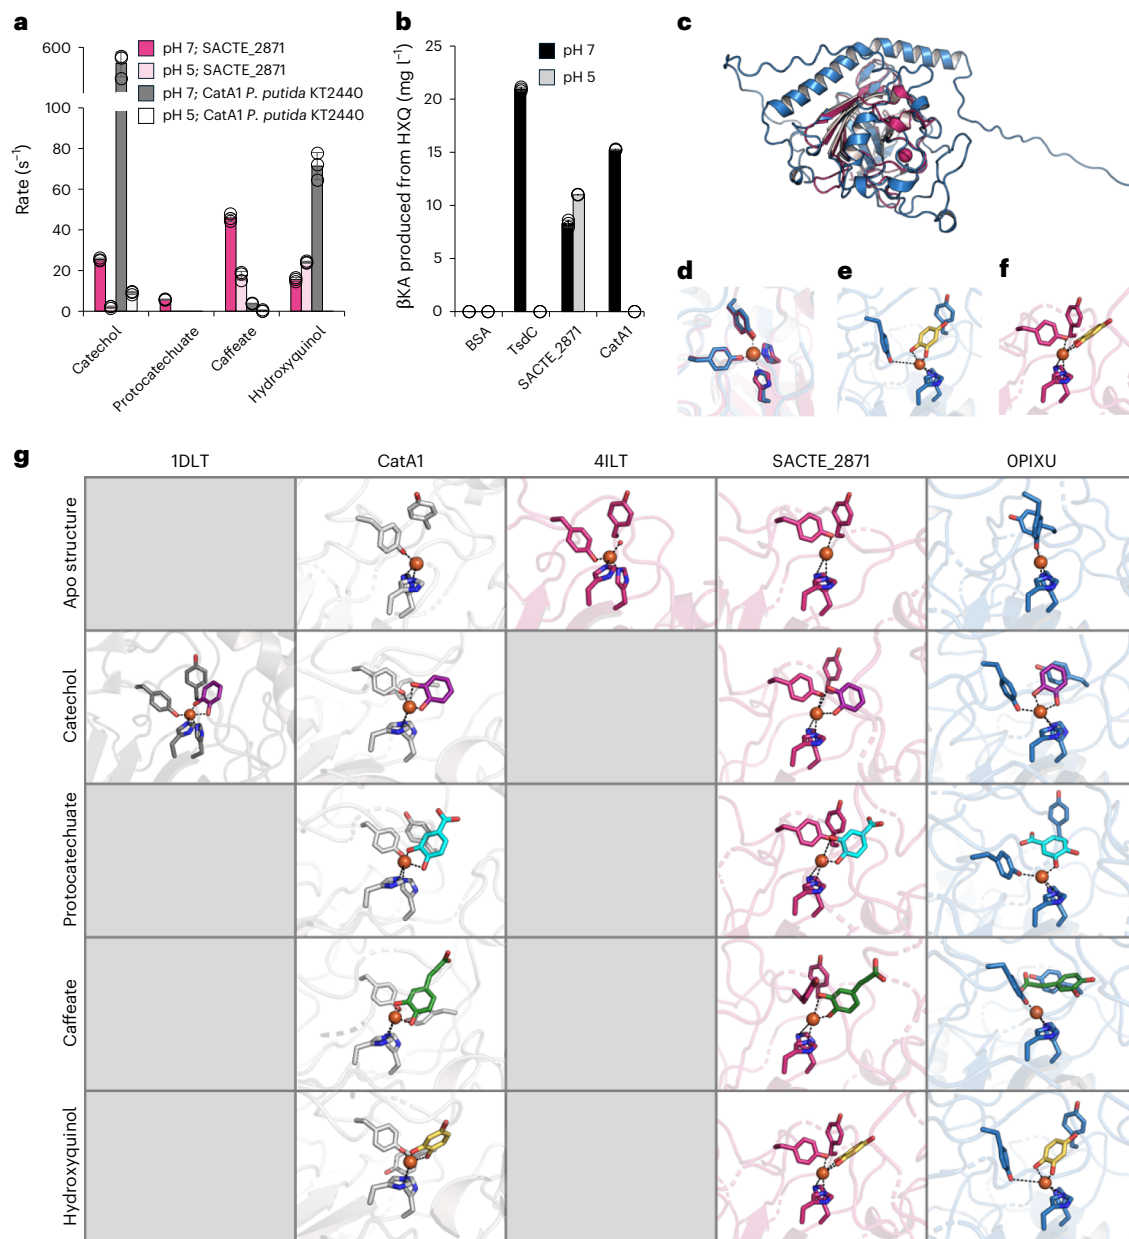 a
600
100
80
60
40
20
0
Rate (s⁻¹)
pH 7; SACTE_2871
pH 5; SACTE_2871
pH 7; CatA1 P. putida KT2440
pH 5; CatA1 P. putida KT2440
Catechol
Protocatechuate
Caffeate
Hydroxyquinol
b
25
20
15
10
5
0
βKA produced from HXQ (mg l⁻¹)
pH 7
pH 5
BSA
TsdC
SACTE_2871
CatA1
c
d
e
f
g
1DLT
CatA1
4ILT
SACTE_2871
0PIXU
Apo structure
Catechol
Protocatechuate
Caffeate
Hydroxyquinol